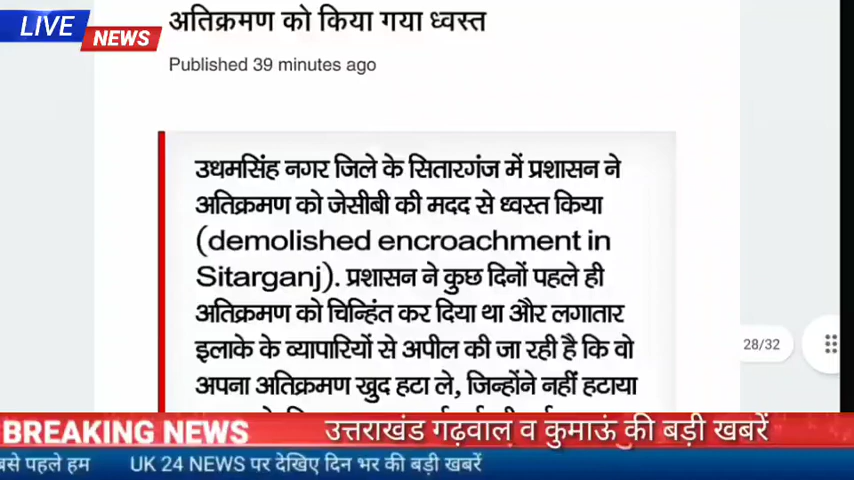 LIVE
NEWS
अतिक्रमण को किया गया ध्वस्त
Published 39 minutes ago
उधमसिंह नगर जिले के सितारगंज में प्रशासन ने
अतिक्रमण को जेसीबी की मदद से ध्वस्त किया
(demolished encroachment in
Sitarganj). प्रशासन ने कुछ दिनों पहले ही
अतिक्रमण को चिन्हिंत कर दिया था और लगातार
इलाके के व्यापारियों से अपील की जा रही है कि वो
अपना अतिक्रमण खुद हटा ले, जिन्होंने नहीं हटाया
28/32
BREAKING NEWS
उत्तराखंड गढ़वाल व कुमाऊं की बड़ी खबरें
पहले हम UK 24 NEWS पर देखिए दिन भर की बड़ी खबरें